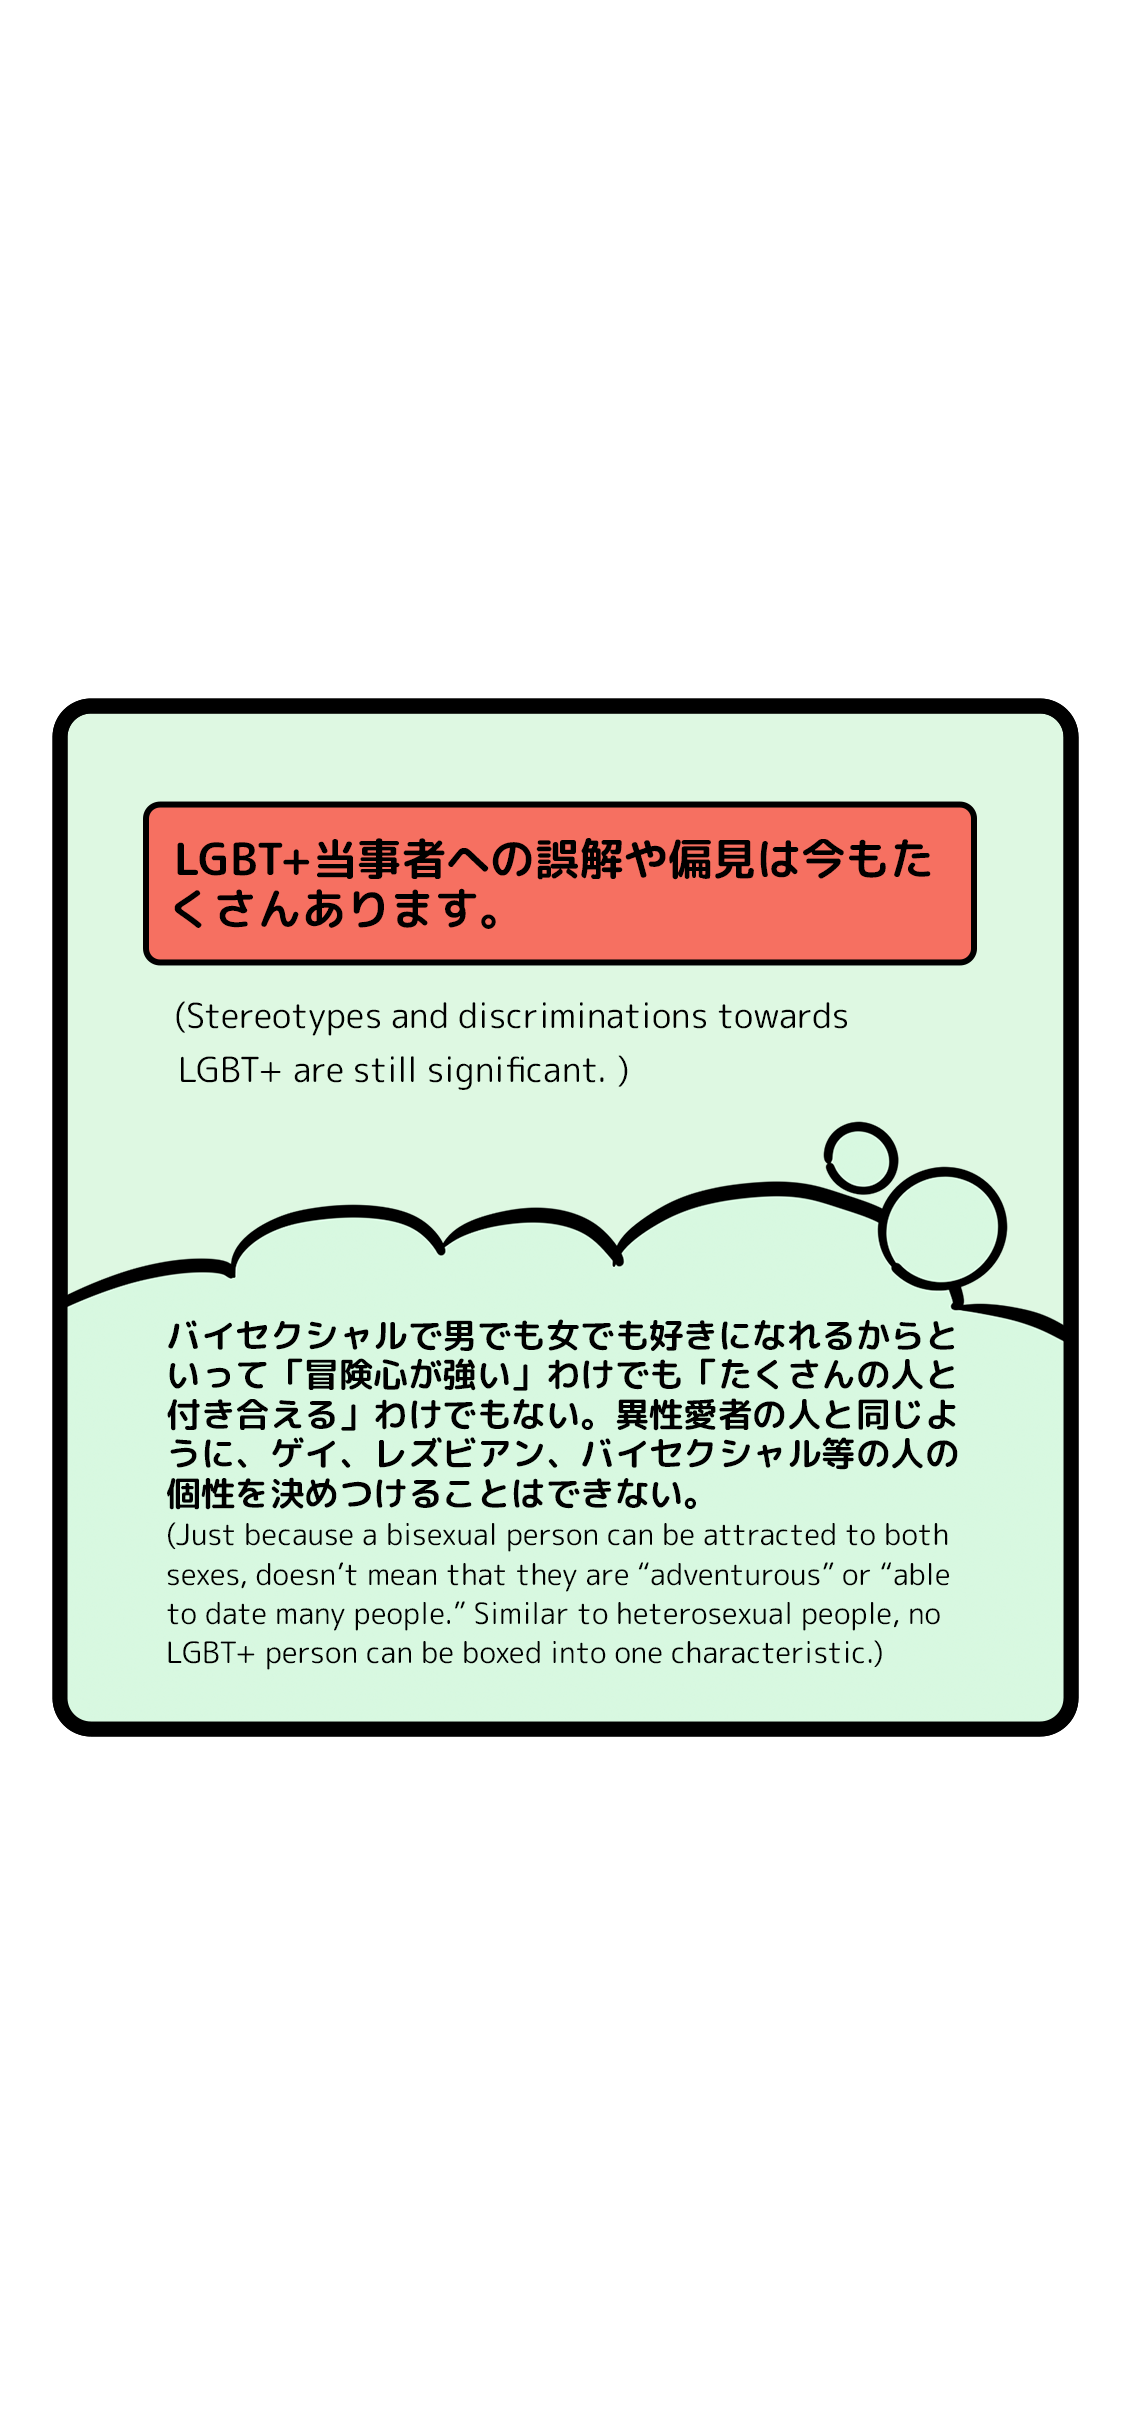 LGBT+当事者への誤解や偏見は今もた
くさんあります。
(Stereotypes and discriminations towards
LGBT+ are still significant. )
バイセクシャルで男でも女でも好きになれるからと
いって「冒険心が強い」わけでも「たくさんの人と
付き合える」わけでもない。異性愛者の人と同じよ
うに、ゲイ、レズビアン、バイセクシャル等の人の
個性を決めつけることはできない。
(Just because a bisexual person can be attracted to both
sexes, doesn’t mean that they are “adventurous” or “able
to date many people.” Similar to heterosexual people, no
LGBT+ person can be boxed into one characteristic.)